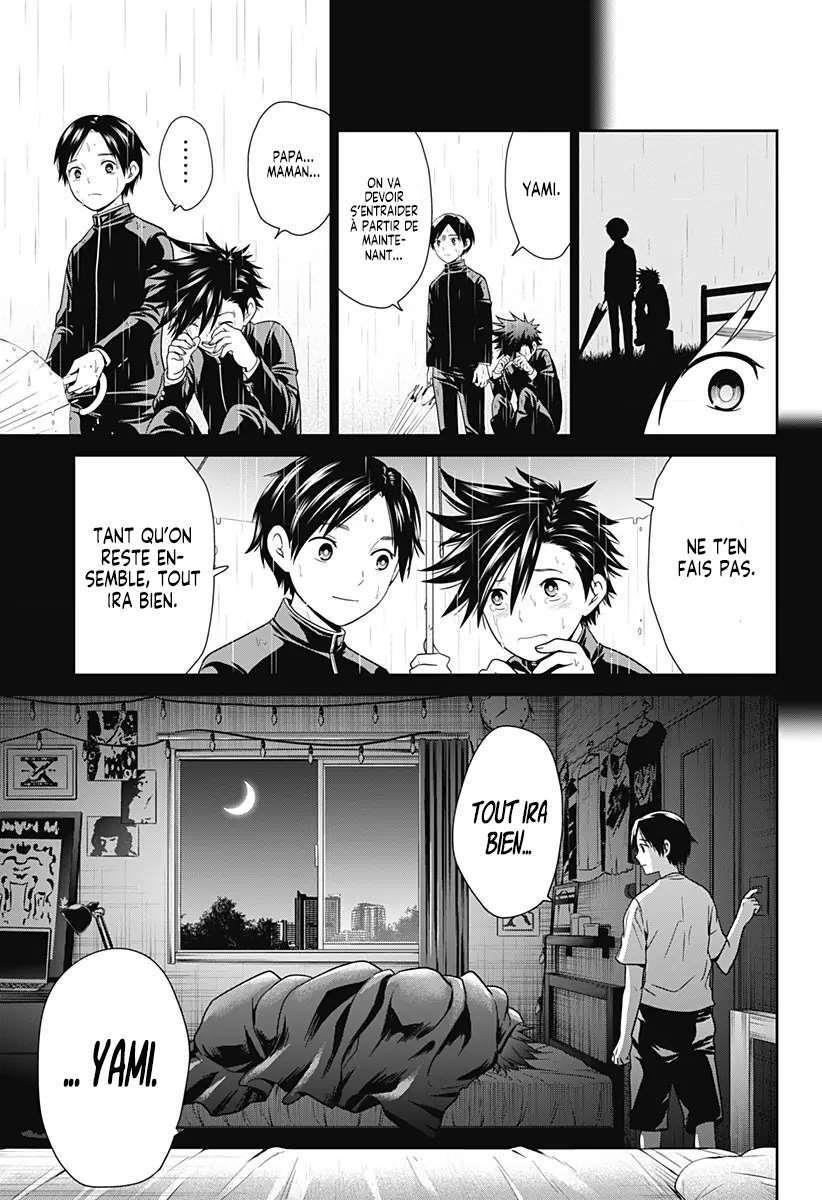 YAMI.
ON VA
DEVOIR
S'ENTRAIDER
À PARTIR DE
MAINTE-
NANT...
PAPA...
MAMAN...
......
NE T'EN
FAIS PAS.
TANT QU'ON
RESTE EN-
SEMBLE, TOUT
IRA BIEN.
TOUT IRA
BIEN...
... YAMI.